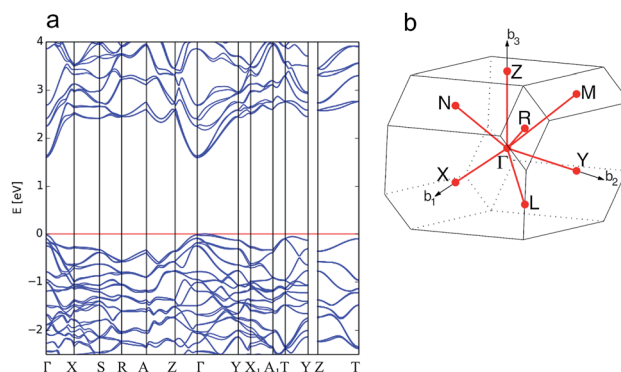 a
b
E [eV]
4
3
2
1
0
−1
−2
Γ X S R A Z Γ Y X₁ A₁ T Y Z T
b₃
Z
M
N
R
Γ
X
Y
b₁
b₂
L